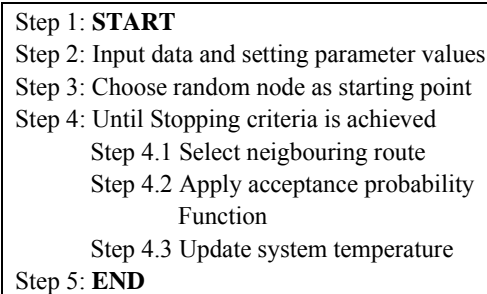 Step 1: START
Step 2: Input data and setting parameter values
Step 3: Choose random node as starting point
Step 4: Until Stopping criteria is achieved
Step 4.1 Select neigbouring route
Step 4.2 Apply acceptance probability
Function
Step 4.3 Update system temperature
Step 5: END